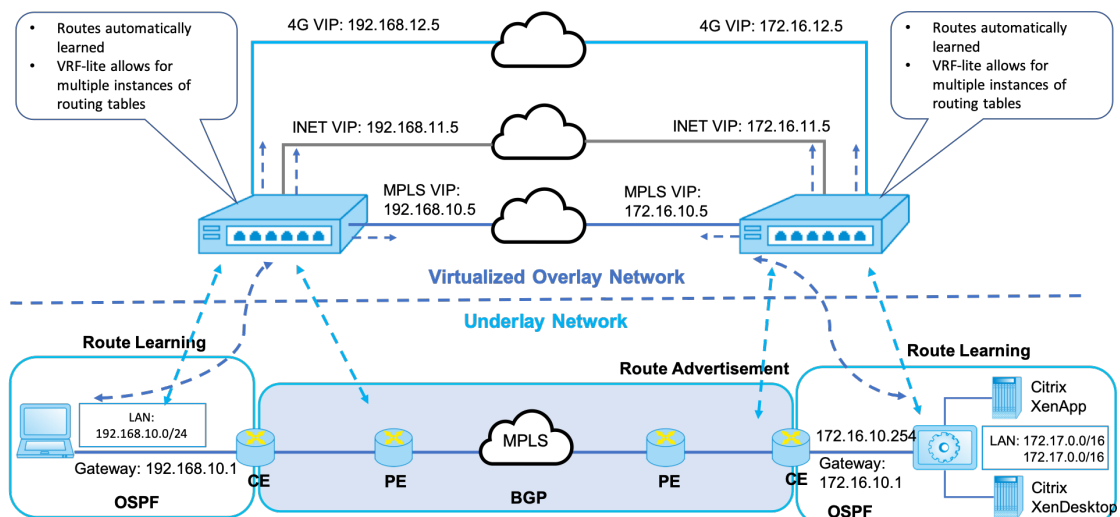 • Routes automatically
learned
• VRF-lite allows for
multiple instances of
routing tables
4G VIP: 192.168.12.5
4G VIP: 172.16.12.5
• Routes automatically
learned
• VRF-lite allows for
multiple instances of
routing tables
INET VIP: 192.168.11.5
INET VIP: 172.16.11.5
MPLS VIP:
192.168.10.5
MPLS VIP:
172.16.10.5
Virtualized Overlay Network
Underlay Network
Route Learning
Route Advertisement
Route Learning
LAN:
192.168.10.0/24
Gateway: 192.168.10.1
OSPF
CE
PE
MPLS
BGP
PE
CE
172.16.10.254
Gateway:
172.16.10.1
OSPF
Citrix
XenApp
LAN: 172.17.0.0/16
172.17.0.0/16
Citrix
XenDesktop